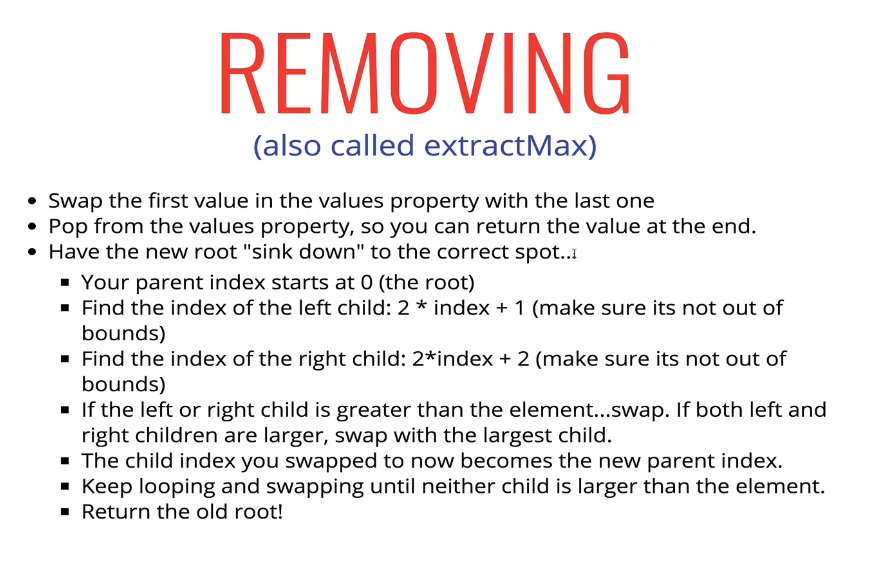 REMOVING
(also called extractMax)
Swap the first value in the values property with the last one
Pop from the values property, so you can return the value at the end.
Have the new root "sink down" to the correct spot...
Your parent index starts at 0 (the root)
Find the index of the left child: 2 * index + 1 (make sure its not out of
bounds)
Find the index of the right child: 2*index + 2 (make sure its not out of
bounds)
If the left or right child is greater than the element...swap. If both left and
right children are larger, swap with the largest child.
The child index you swapped to now becomes the new parent index.
Keep looping and swapping until neither child is larger than the element.
Return the old root!